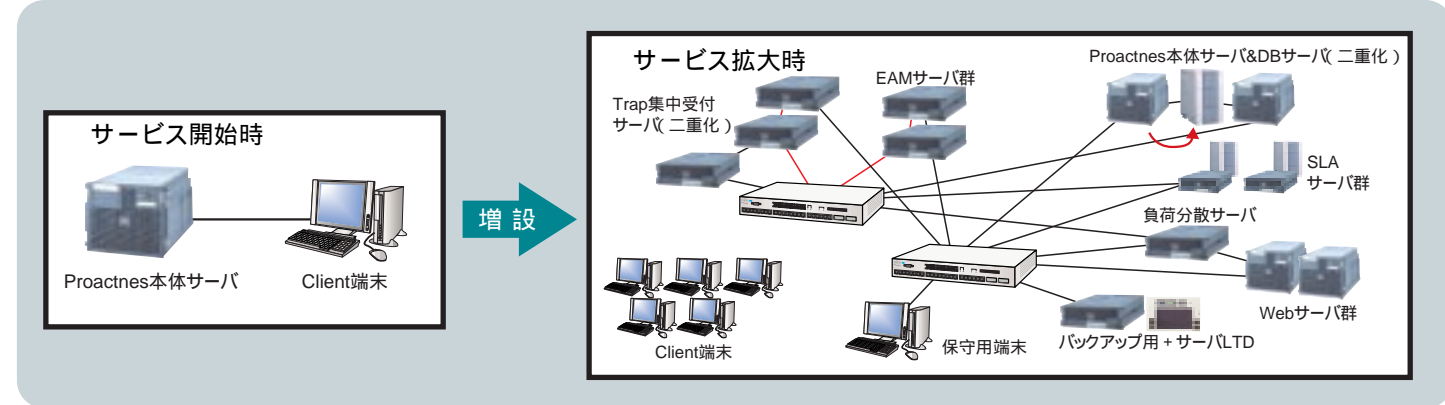 サービス開始時
Proactnes本体サーバ
Client端末
増 設
サービス拡大時
Trap集中受付
サーバ( 二重化 )
EAMサーバ群
Proactnes本体サーバ&DBサーバ( 二重化 )
SLA
サーバ群
負荷分散サーバ
Webサーバ群
バックアップ用 + サーバLTD
保守用端末
Client端末